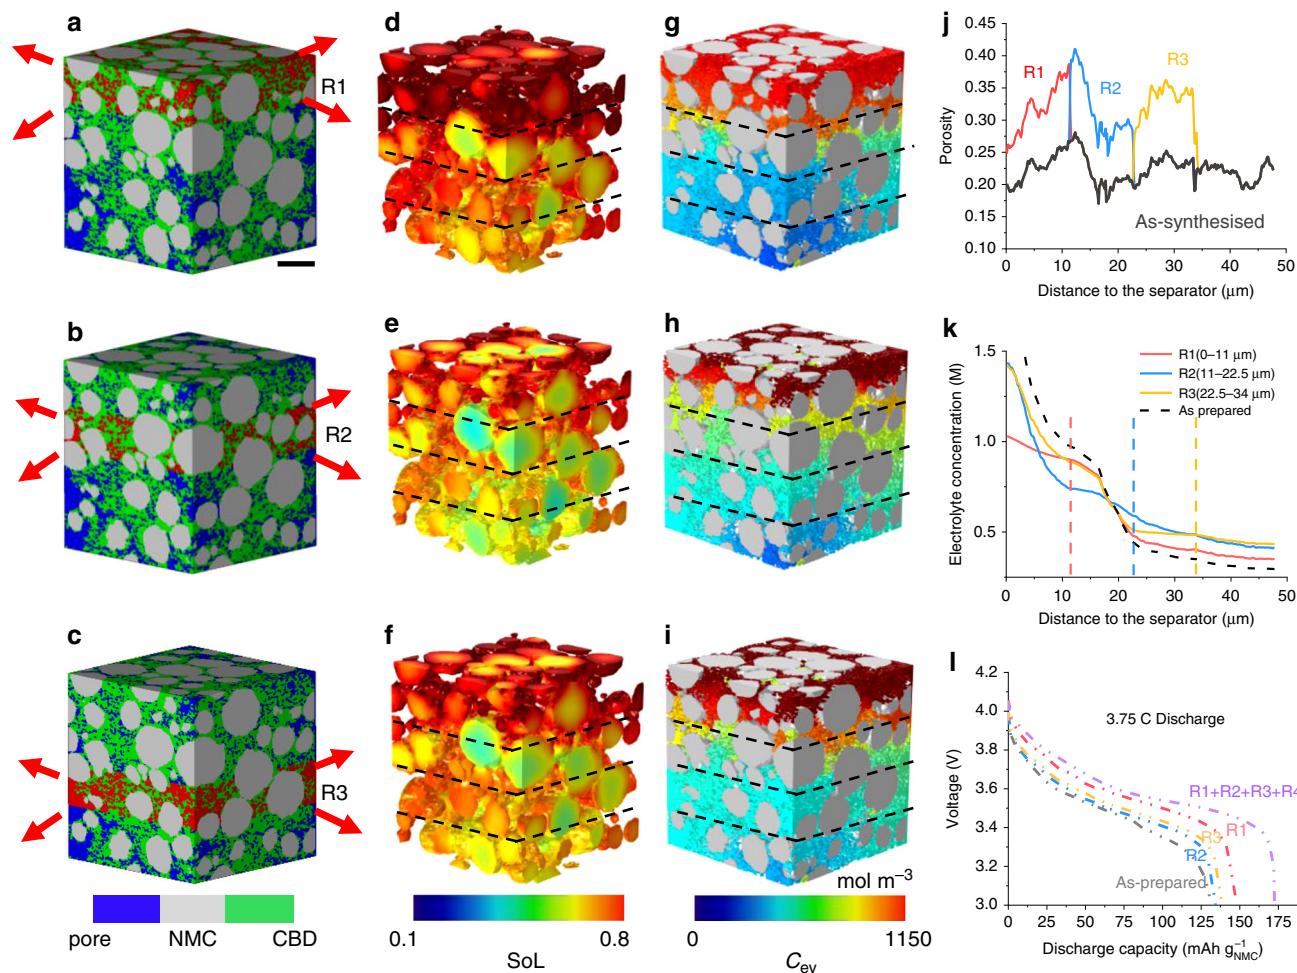 a
R1
d
g
j
0.45
0.40
0.35
0.30
0.25
0.20
0.15
0.10
Porosity
R1
R2
R3
As-synthesised
0 10 20 30 40 50
Distance to the separator (μm)
b
R2
e
h
k
1.5
1.0
0.5
Electrolyte concentration (M)
R1(0–11 μm)
R2(11–22.5 μm)
R3(22.5–34 μm)
As prepared
0 10 20 30 40 50
Distance to the separator (μm)
c
R3
f
i
l
4.2
4.0
3.8
3.6
3.4
3.2
3.0
Voltage (V)
3.75 C Discharge
R1+R2+R3+R4
R1
R3
R2
As-prepared
0 25 50 75 100 125 150 175
Discharge capacity (mAh g⁻¹NMC)
pore NMC CBD
0.1 0.8
SoL
mol m⁻³
0 1150
Cev